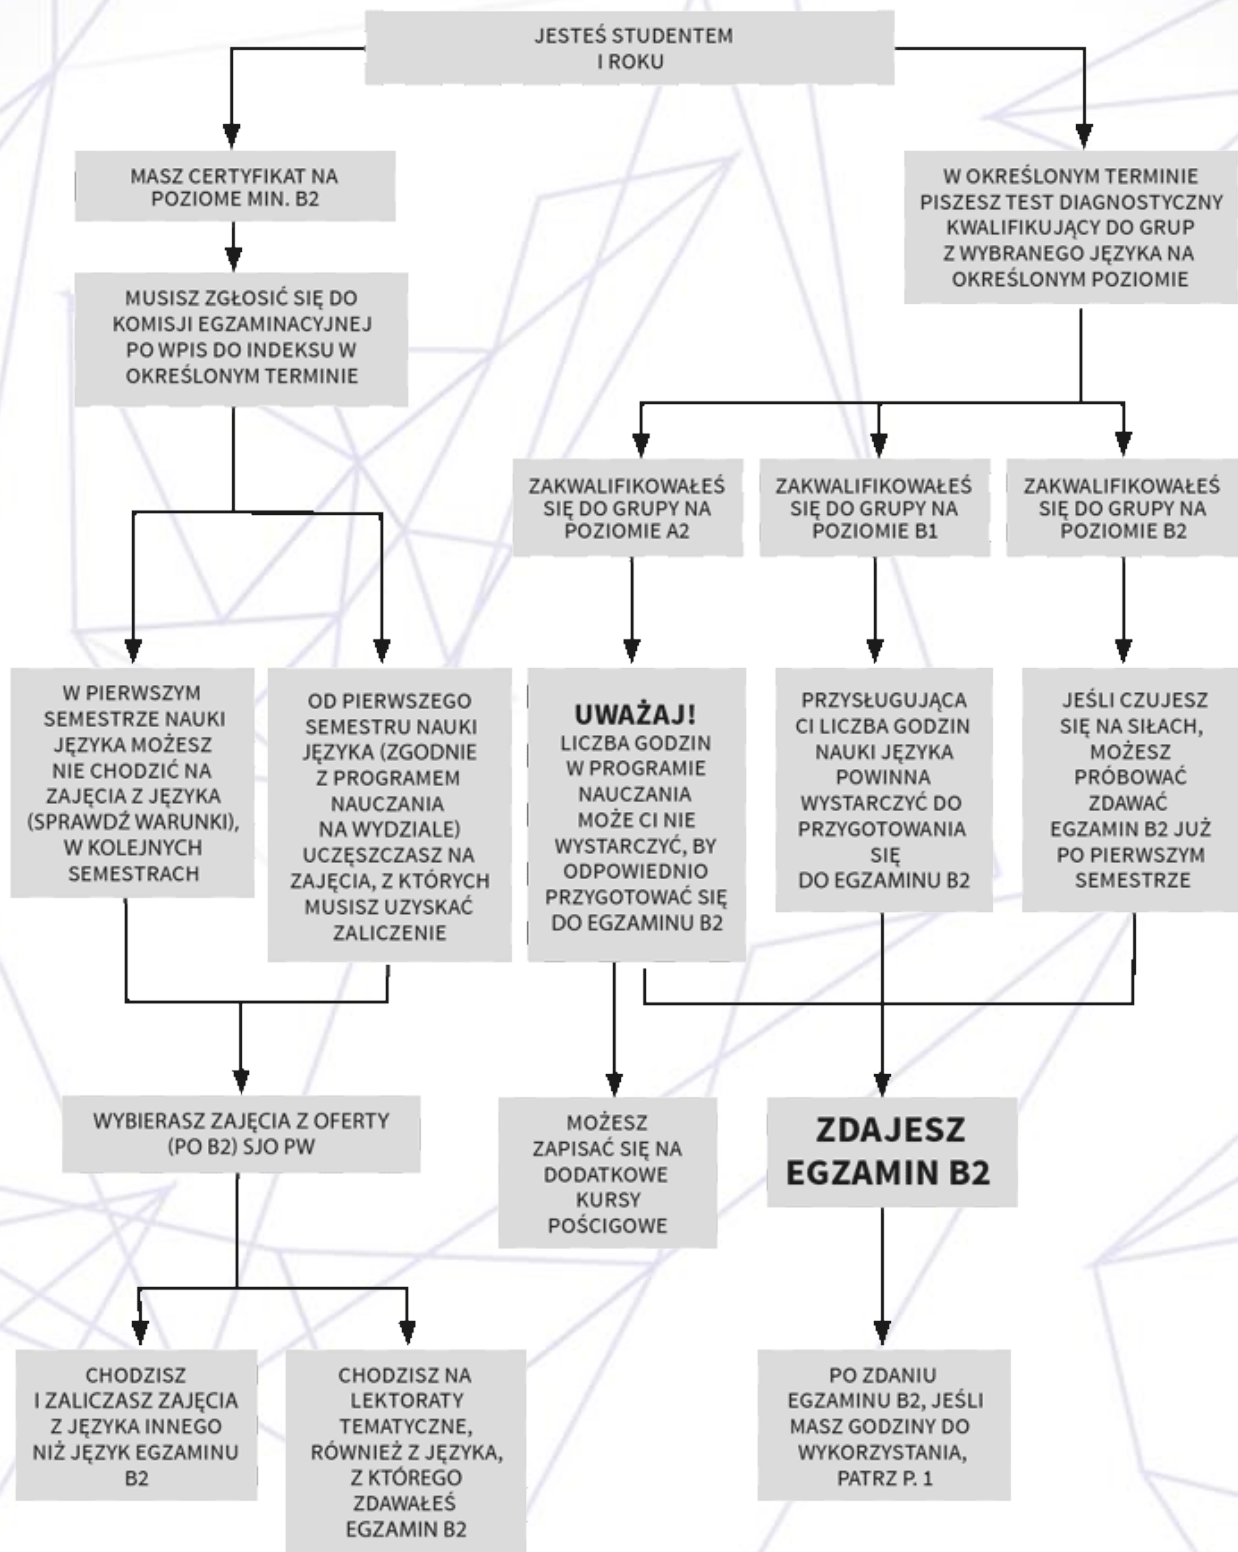 JESTEŚ STUDENTEM
I ROKU
MASZ CERTYFIKAT NA
POZIOME MIN. B2
W OKREŚLONYM TERMINIE
PISZESZ TEST DIAGNOSTYCZNY
KWALIFIKUJĄCY DO GRUP
Z WYBRANEGO JĘZYKA NA
OKREŚLONYM POZIOMIE
MUSISZ ZGŁOSIĆ SIĘ DO
KOMISJI EGZAMINACYJNEJ
PO WPIS DO INDEKSU W
OKREŚLONYM TERMINIE
ZAKWALIFIKOWAŁEŚ
SIĘ DO GRUPY NA
POZIOMIE A2
ZAKWALIFIKOWAŁEŚ
SIĘ DO GRUPY NA
POZIOMIE B1
ZAKWALIFIKOWAŁEŚ
SIĘ DO GRUPY NA
POZIOMIE B2
W PIERWSZYM
SEMESTRZE NAUKI
JĘZYKA MOŻESZ
NIE CHODZIĆ NA
ZAJĘCIA Z JĘZYKA
(SPRAWDŹ WARUNKI),
W KOLEJNYCH
SEMESTRACH
OD PIERWSZEGO
SEMESTRU NAUKI
JĘZYKA (ZGODNIE
Z PROGRAMEM
NAUCZANIA
NA WYDZIALE)
UCZĘSZCZASZ NA
ZAJĘCIA, Z KTÓRYCH
MUSISZ UZYSKAĆ
ZALICZENIE
UWAŻAJ!
LICZBA GODZIN
W PROGRAMIE
NAUCZANIA
MOŻE CI NIE
WYSTARCZYĆ, BY
ODPOWIEDNIO
PRZYGOTOWAĆ SIĘ
DO EGZAMINU B2
PRZYSŁUGUJĄCA
CI LICZBA GODZIN
NAUKI JĘZYKA
POWINNA
WYSTARCZYĆ DO
PRZYGOTOWANIA
SIĘ
DO EGZAMINU B2
JEŚLI CZUJESZ
SIĘ NA SIŁACH,
MOŻESZ
PRÓBOWAĆ
ZDAWAĆ
EGZAMIN B2 JUŻ
PO PIERWSZYM
SEMESTRZE
WYBIERASZ ZAJĘCIA Z OFERTY
(PO B2) SJO PW
MOŻESZ
ZAPISAĆ SIĘ NA
DODATKOWE
KURSY
POŚCIGOWE
ZDAJESZ
EGZAMIN B2
CHODZISZ
I ZALICZASZ ZAJĘCIA
Z JĘZYKA INNEGO
NIŻ JĘZYK EGZAMINU
B2
CHODZISZ NA
LEKTORATY
TEMATYCZNE,
RÓWNIEŻ Z JĘZYKA,
Z KTÓREGO
ZDAWAŁEŚ
EGZAMIN B2
PO ZDANIU
EGZAMINU B2, JEŚLI
MASZ GODZINY DO
WYKORZYSTANIA,
PATRZ P. 1